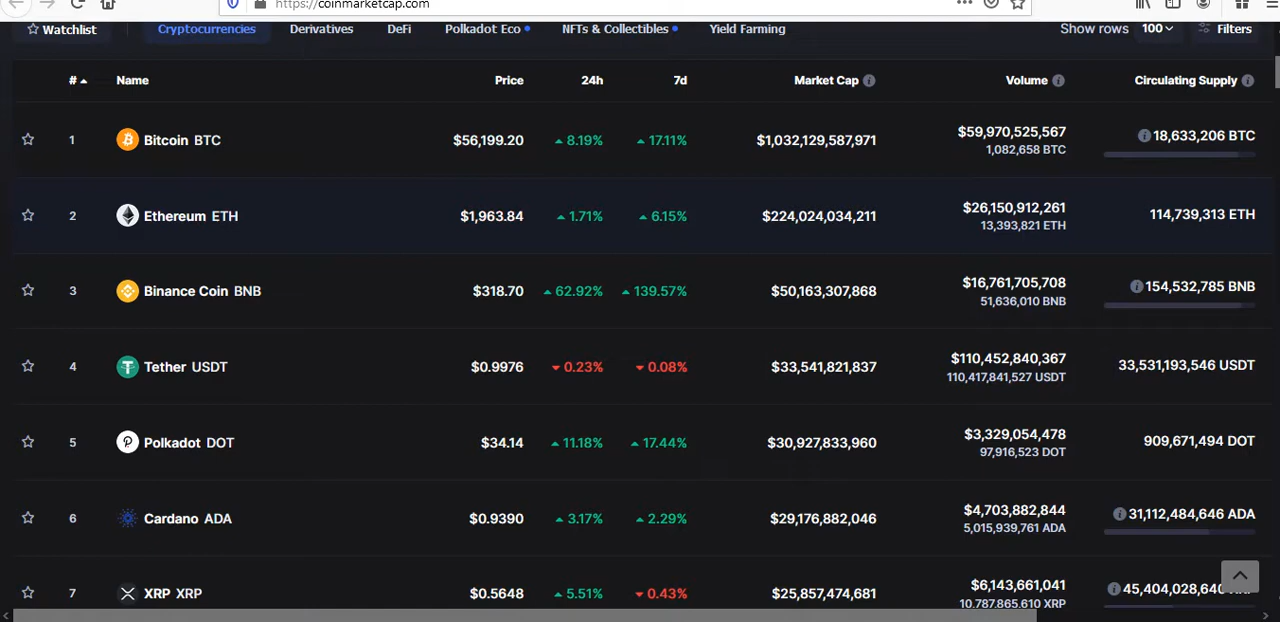 https://coinmarketcap.com
Watchlist Cryptocurrencies Derivatives DeFi Polkadot Eco NFTs & Collectibles Yield Farming Show rows 100 Filters
# Name Price 24h 7d Market Cap Volume Circulating Supply
1 Bitcoin BTC $56,199.20 8.19% 17.11% $1,032,129,587,971 $59,970,525,567 18,633,206 BTC
1,082,658 BTC
2 Ethereum ETH $1,963.84 1.71% 6.15% $224,024,034,211 $26,150,912,261 114,739,313 ETH
13,393,821 ETH
3 Binance Coin BNB $318.70 62.92% 139.57% $50,163,307,868 $16,761,705,708 154,532,785 BNB
51,636,010 BNB
4 Tether USDT $0.9976 0.23% 0.08% $33,541,821,837 $110,452,840,367 33,531,193,546 USDT
110,417,841,527 USDT
5 Polkadot DOT $34.14 11.18% 17.44% $30,927,833,960 $3,329,054,478 909,671,494 DOT
97,916,523 DOT
6 Cardano ADA $0.9390 3.17% 2.29% $29,176,882,046 $4,703,882,844 31,112,484,646 ADA
5,015,939,761 ADA
7 XRP XRP $0.5648 5.51% 0.43% $25,857,474,681 $6,143,661,041
10,787,865,610 XRP